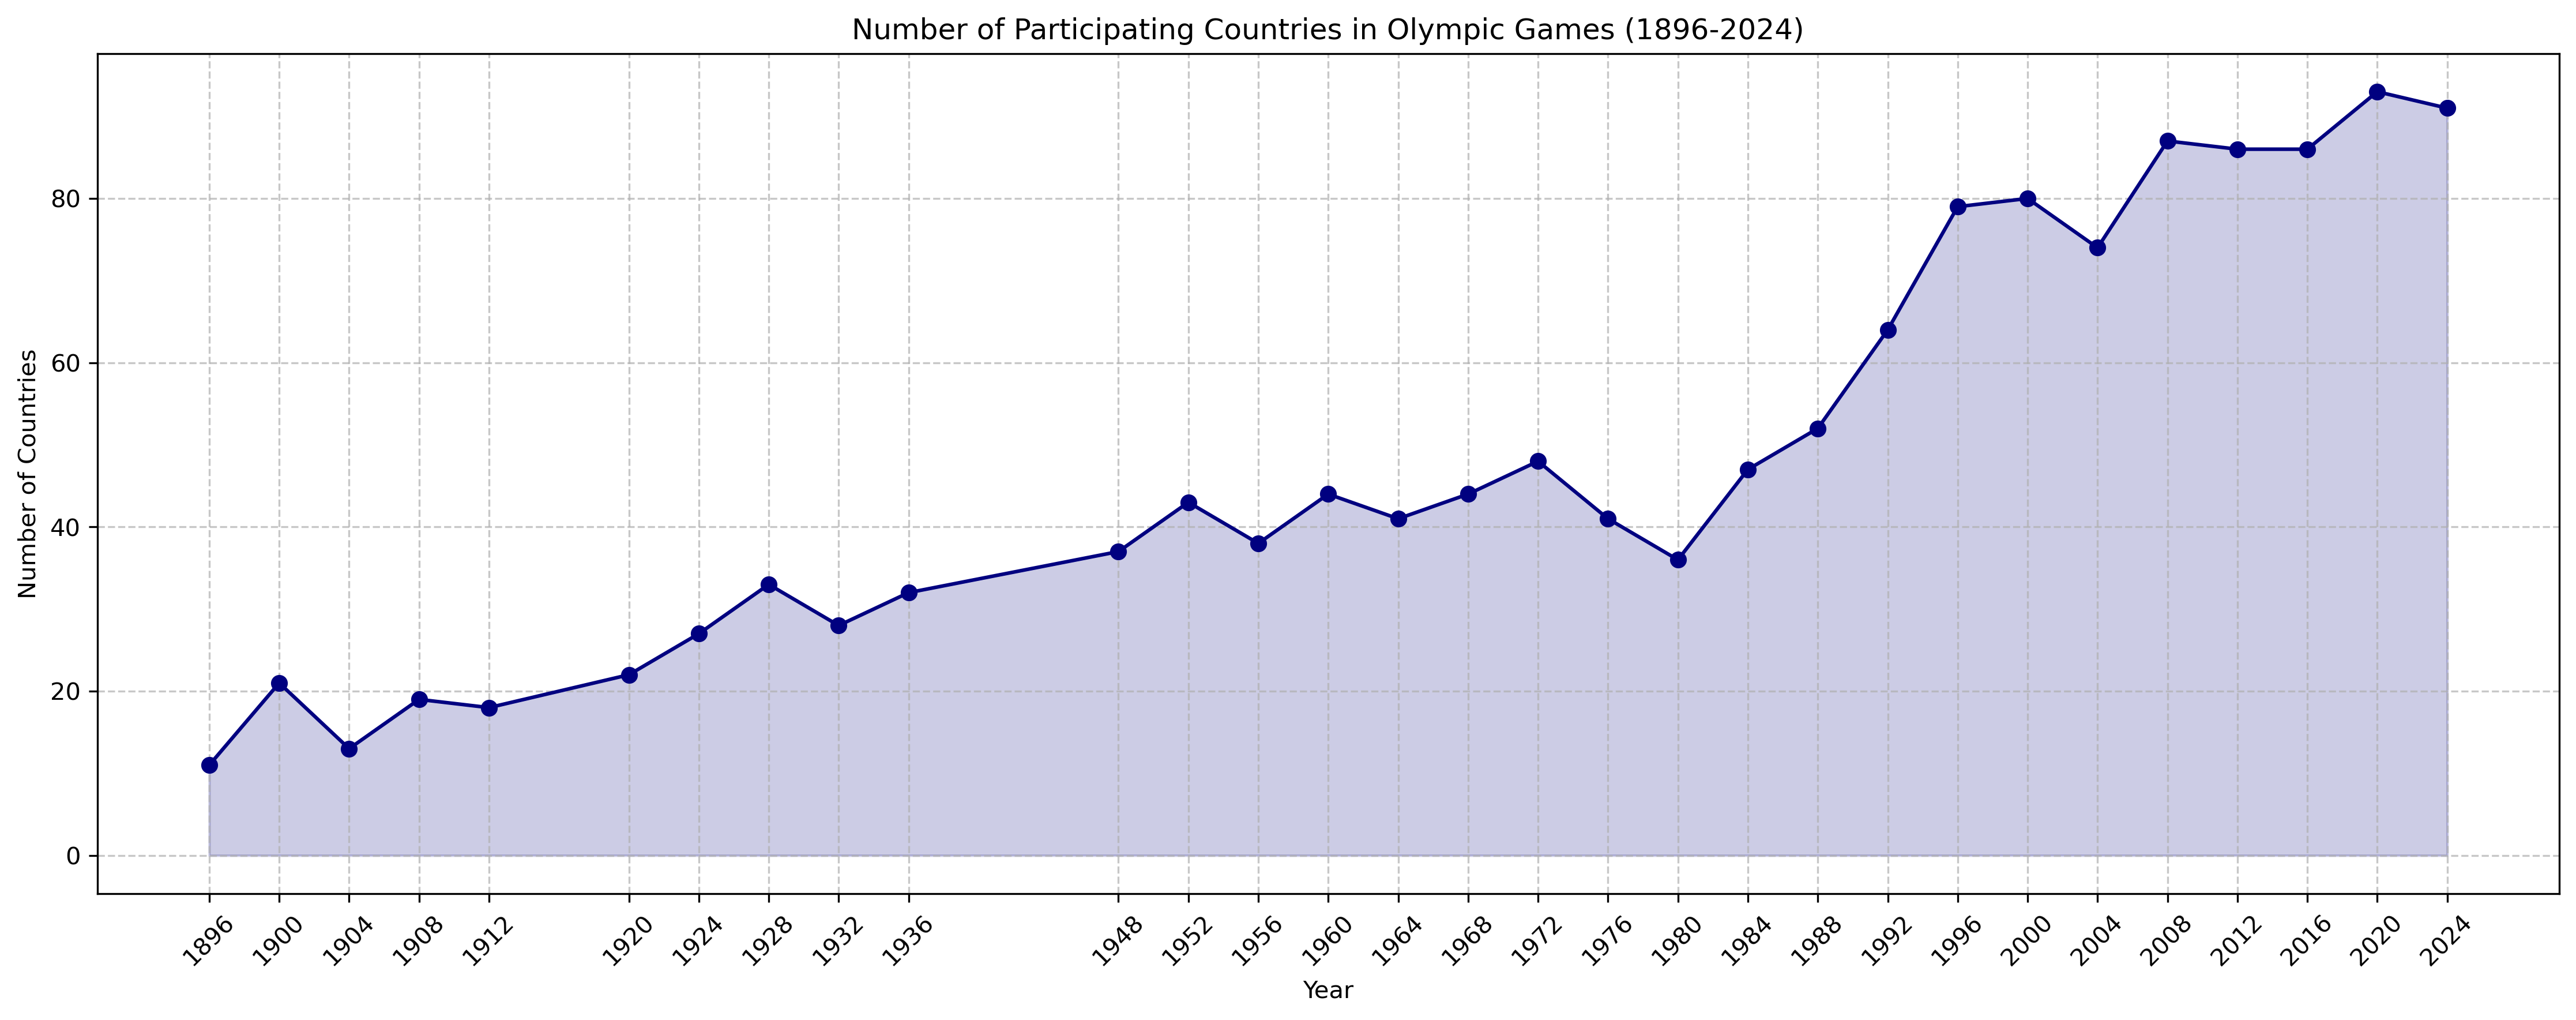 Number of Participating Countries in Olympic Games (1896-2024)
Number of Countries
80
60
40
20
0
1896 1900 1904 1908 1912 1920 1924 1928 1932 1936 1948 1952 1956 1960 1964 1968 1972 1976 1980 1984 1988 1992 1996 2000 2004 2008 2012 2016 2020 2024
Year